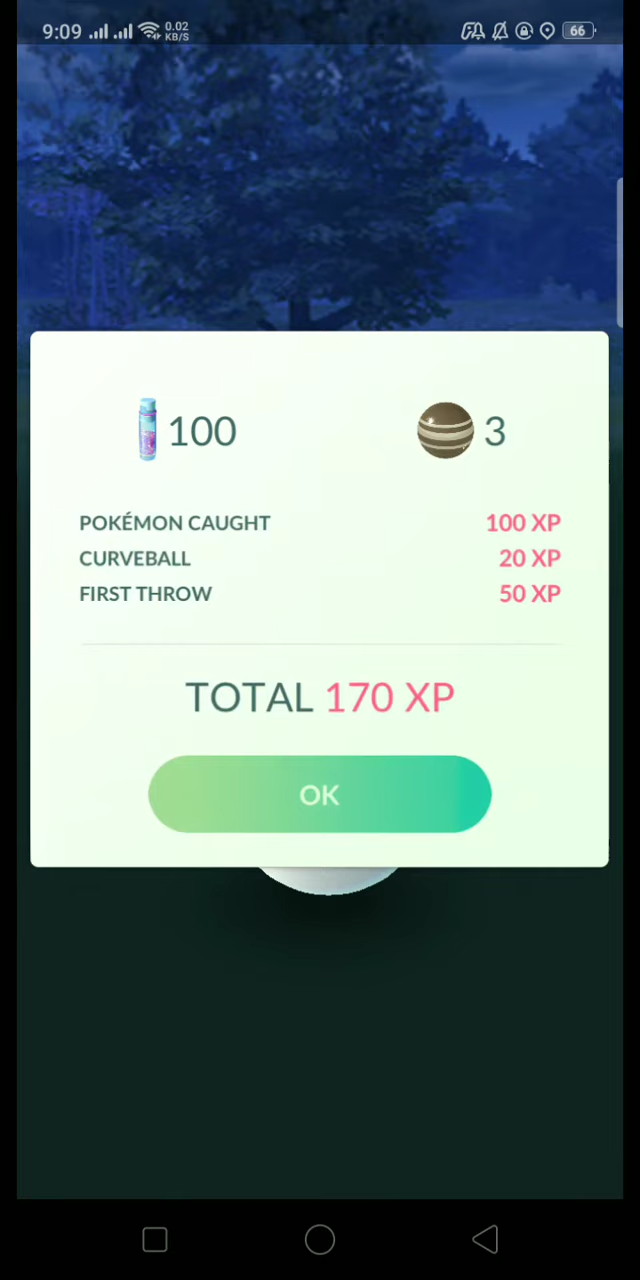 9:09 0.02 KB/S 66
100 3
POKÉMON CAUGHT 100 XP
CURVEBALL 20 XP
FIRST THROW 50 XP
TOTAL 170 XP
OK